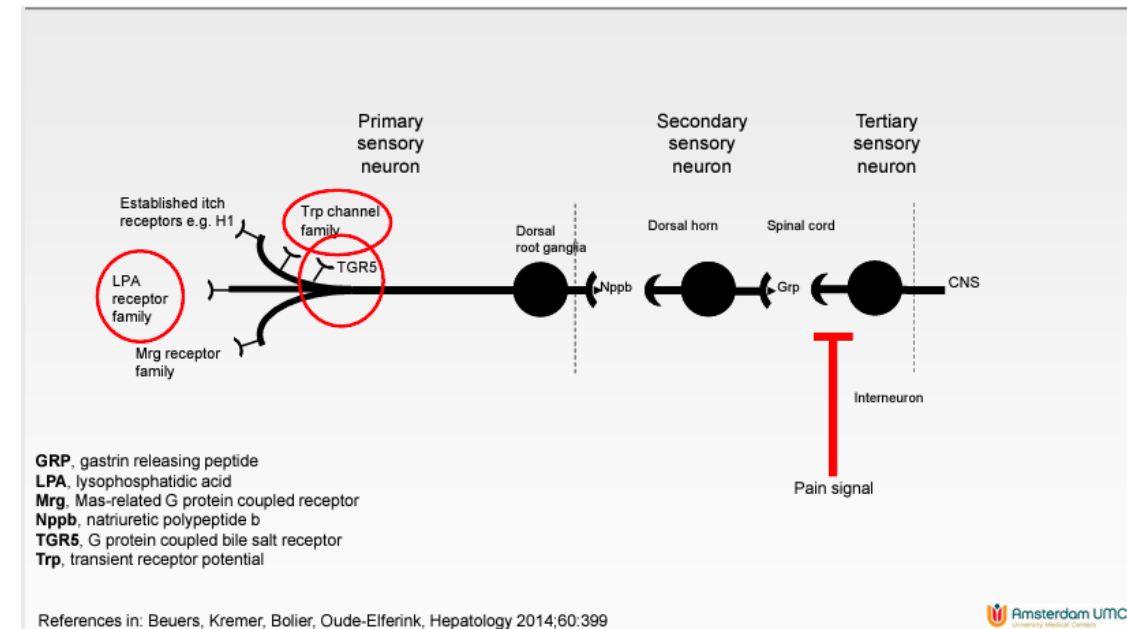 Primary
sensory
neuron
Secondary
sensory
neuron
Tertiary
sensory
neuron
Established itch
receptors e.g. H1
Trp channel
family
TGR5
LPA
receptor
family
Mrg receptor
family
Dorsal
root ganglia
Nppb
Dorsal horn
Spinal cord
Grp
CNS
Interneuron
Pain signal
GRP, gastrin releasing peptide
LPA, lysophosphatidic acid
Mrg, Mas-related G protein coupled receptor
Nppb, natriuretic polypeptide b
TGR5, G protein coupled bile salt receptor
Trp, transient receptor potential
References in: Beuers, Kremer, Bolier, Oude-Elferink, Hepatology 2014;60:399
Amsterdam UMC
University Medical Centers